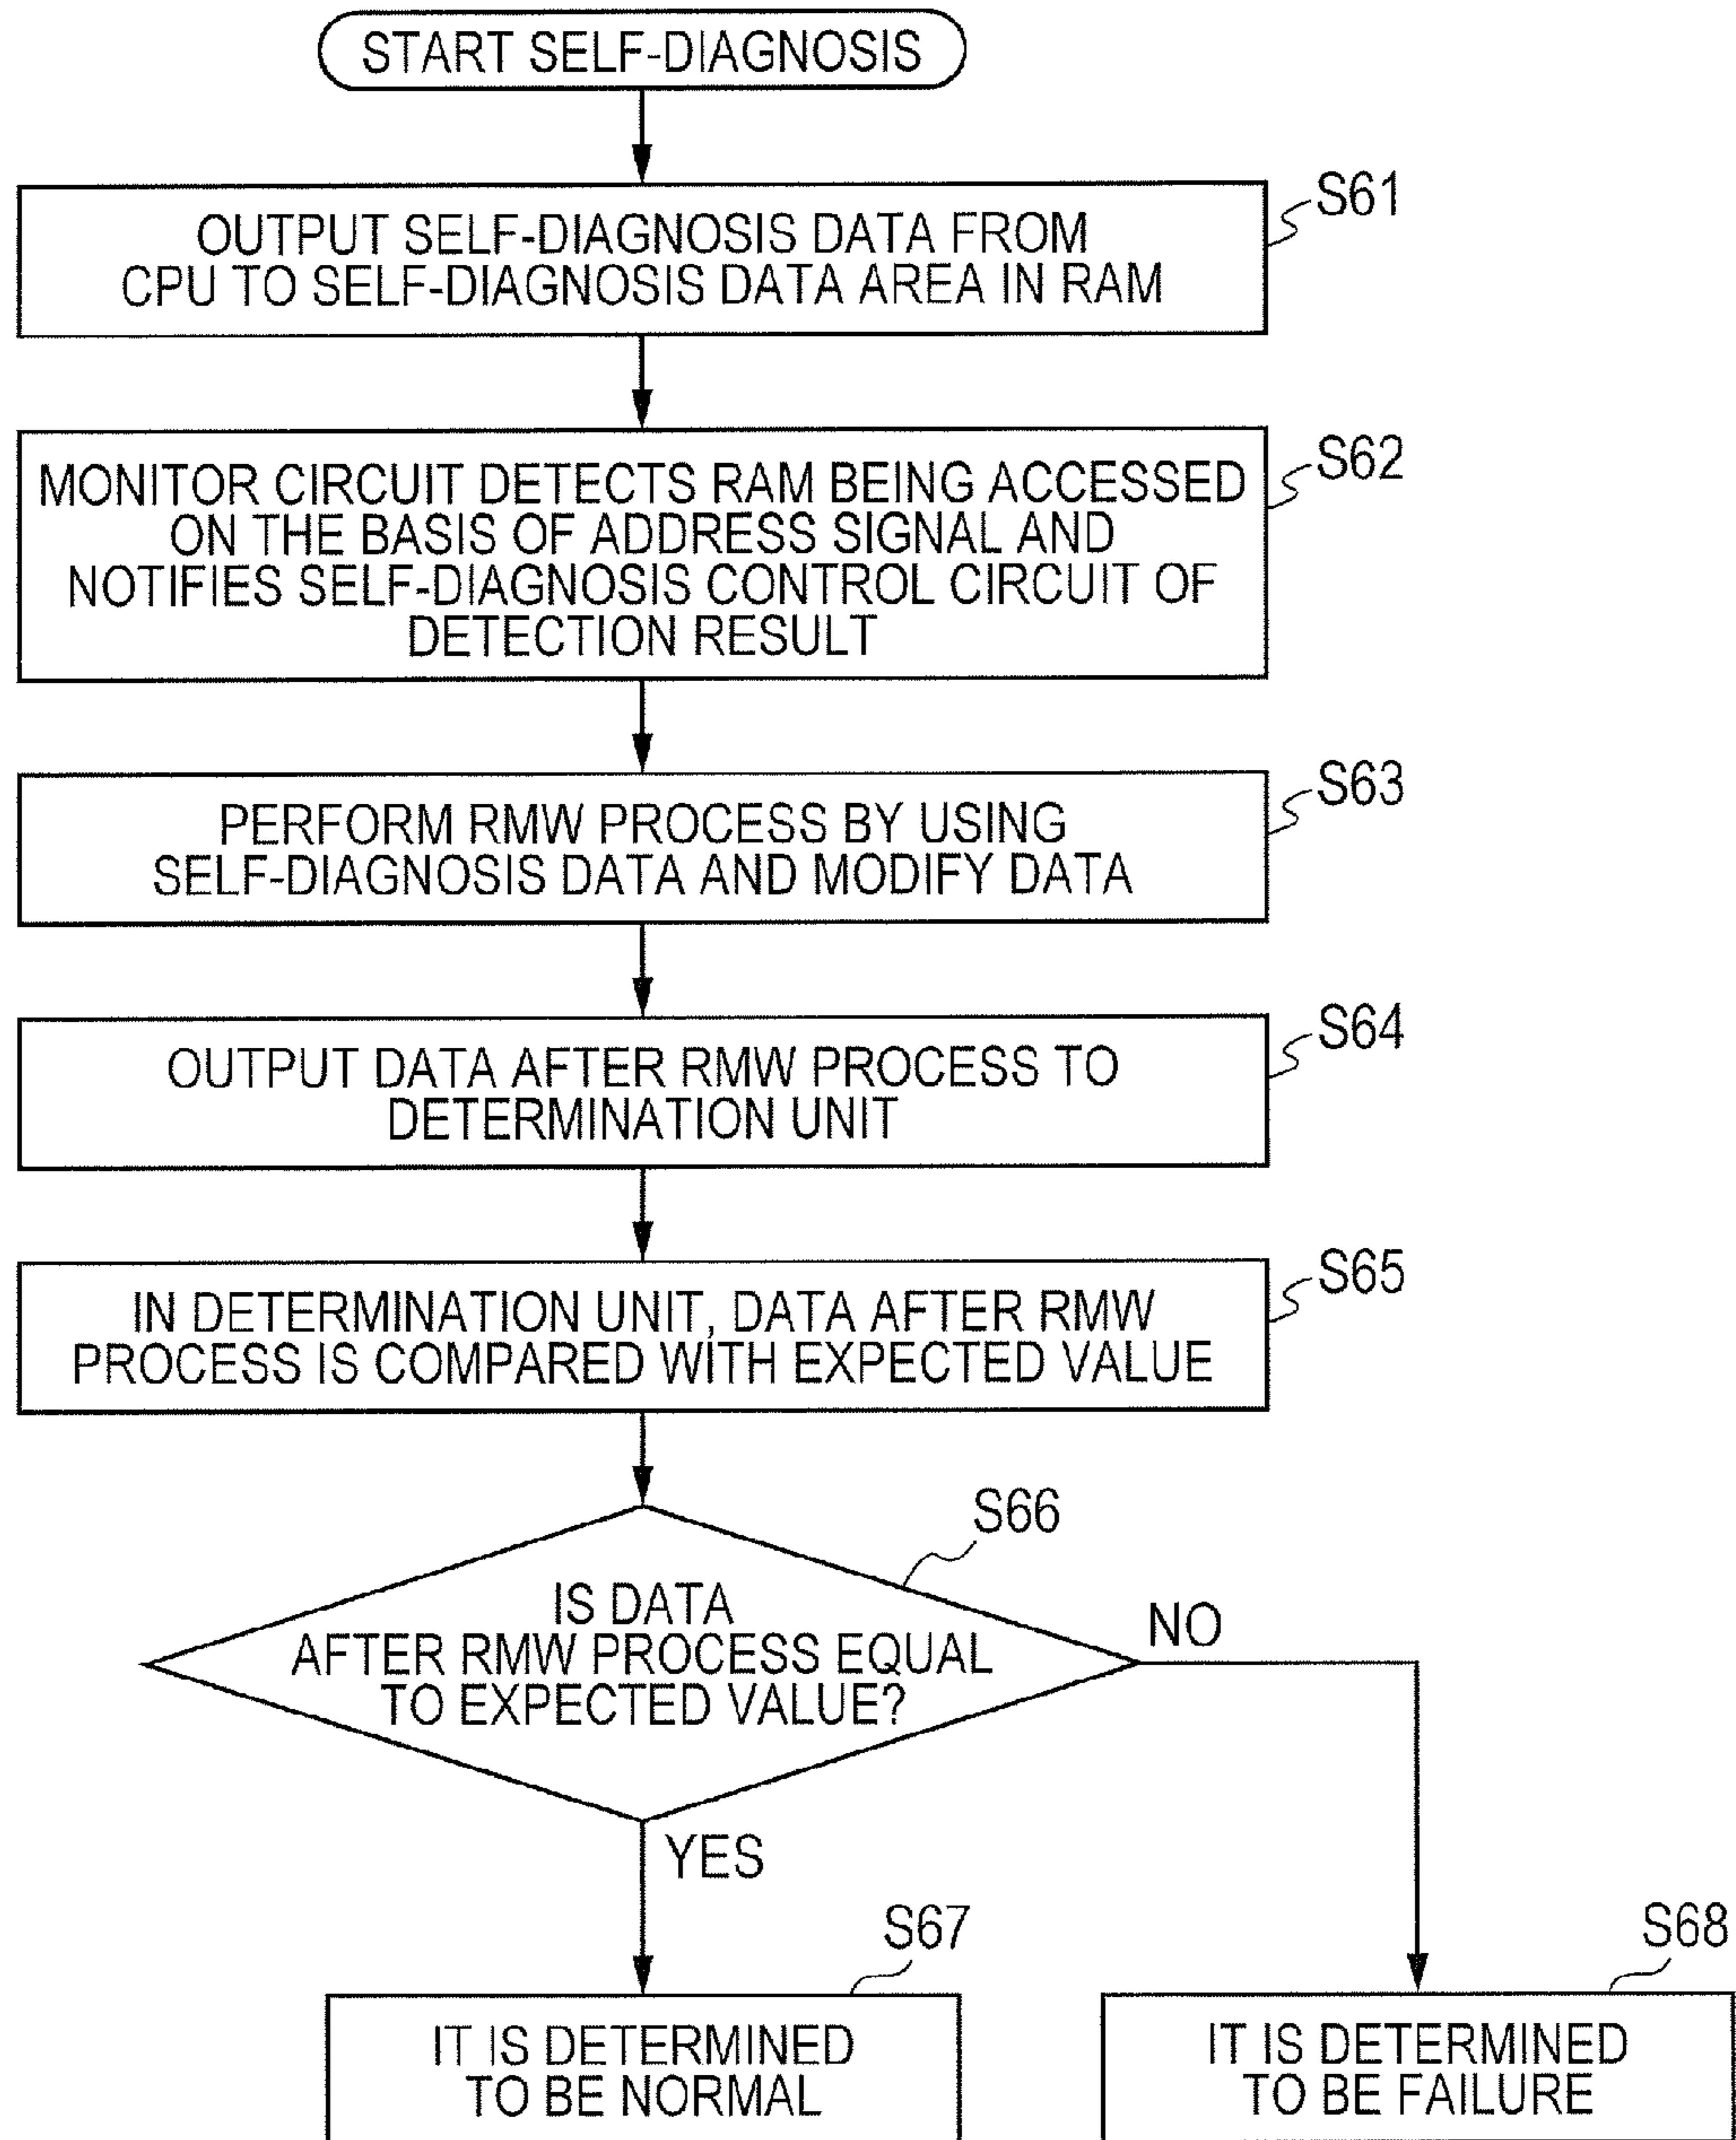 START SELF-DIAGNOSIS
S61
OUTPUT SELF-DIAGNOSIS DATA FROM
CPU TO SELF-DIAGNOSIS DATA AREA IN RAM
S62
MONITOR CIRCUIT DETECTS RAM BEING ACCESSED
ON THE BASIS OF ADDRESS SIGNAL AND
NOTIFIES SELF-DIAGNOSIS CONTROL CIRCUIT OF
DETECTION RESULT
S63
PERFORM RMW PROCESS BY USING
SELF-DIAGNOSIS DATA AND MODIFY DATA
S64
OUTPUT DATA AFTER RMW PROCESS TO
DETERMINATION UNIT
S65
IN DETERMINATION UNIT, DATA AFTER RMW
PROCESS IS COMPARED WITH EXPECTED VALUE
S66
IS DATA
AFTER RMW PROCESS EQUAL
TO EXPECTED VALUE?
NO
YES
S67
IT IS DETERMINED
TO BE NORMAL
S68
IT IS DETERMINED
TO BE FAILURE